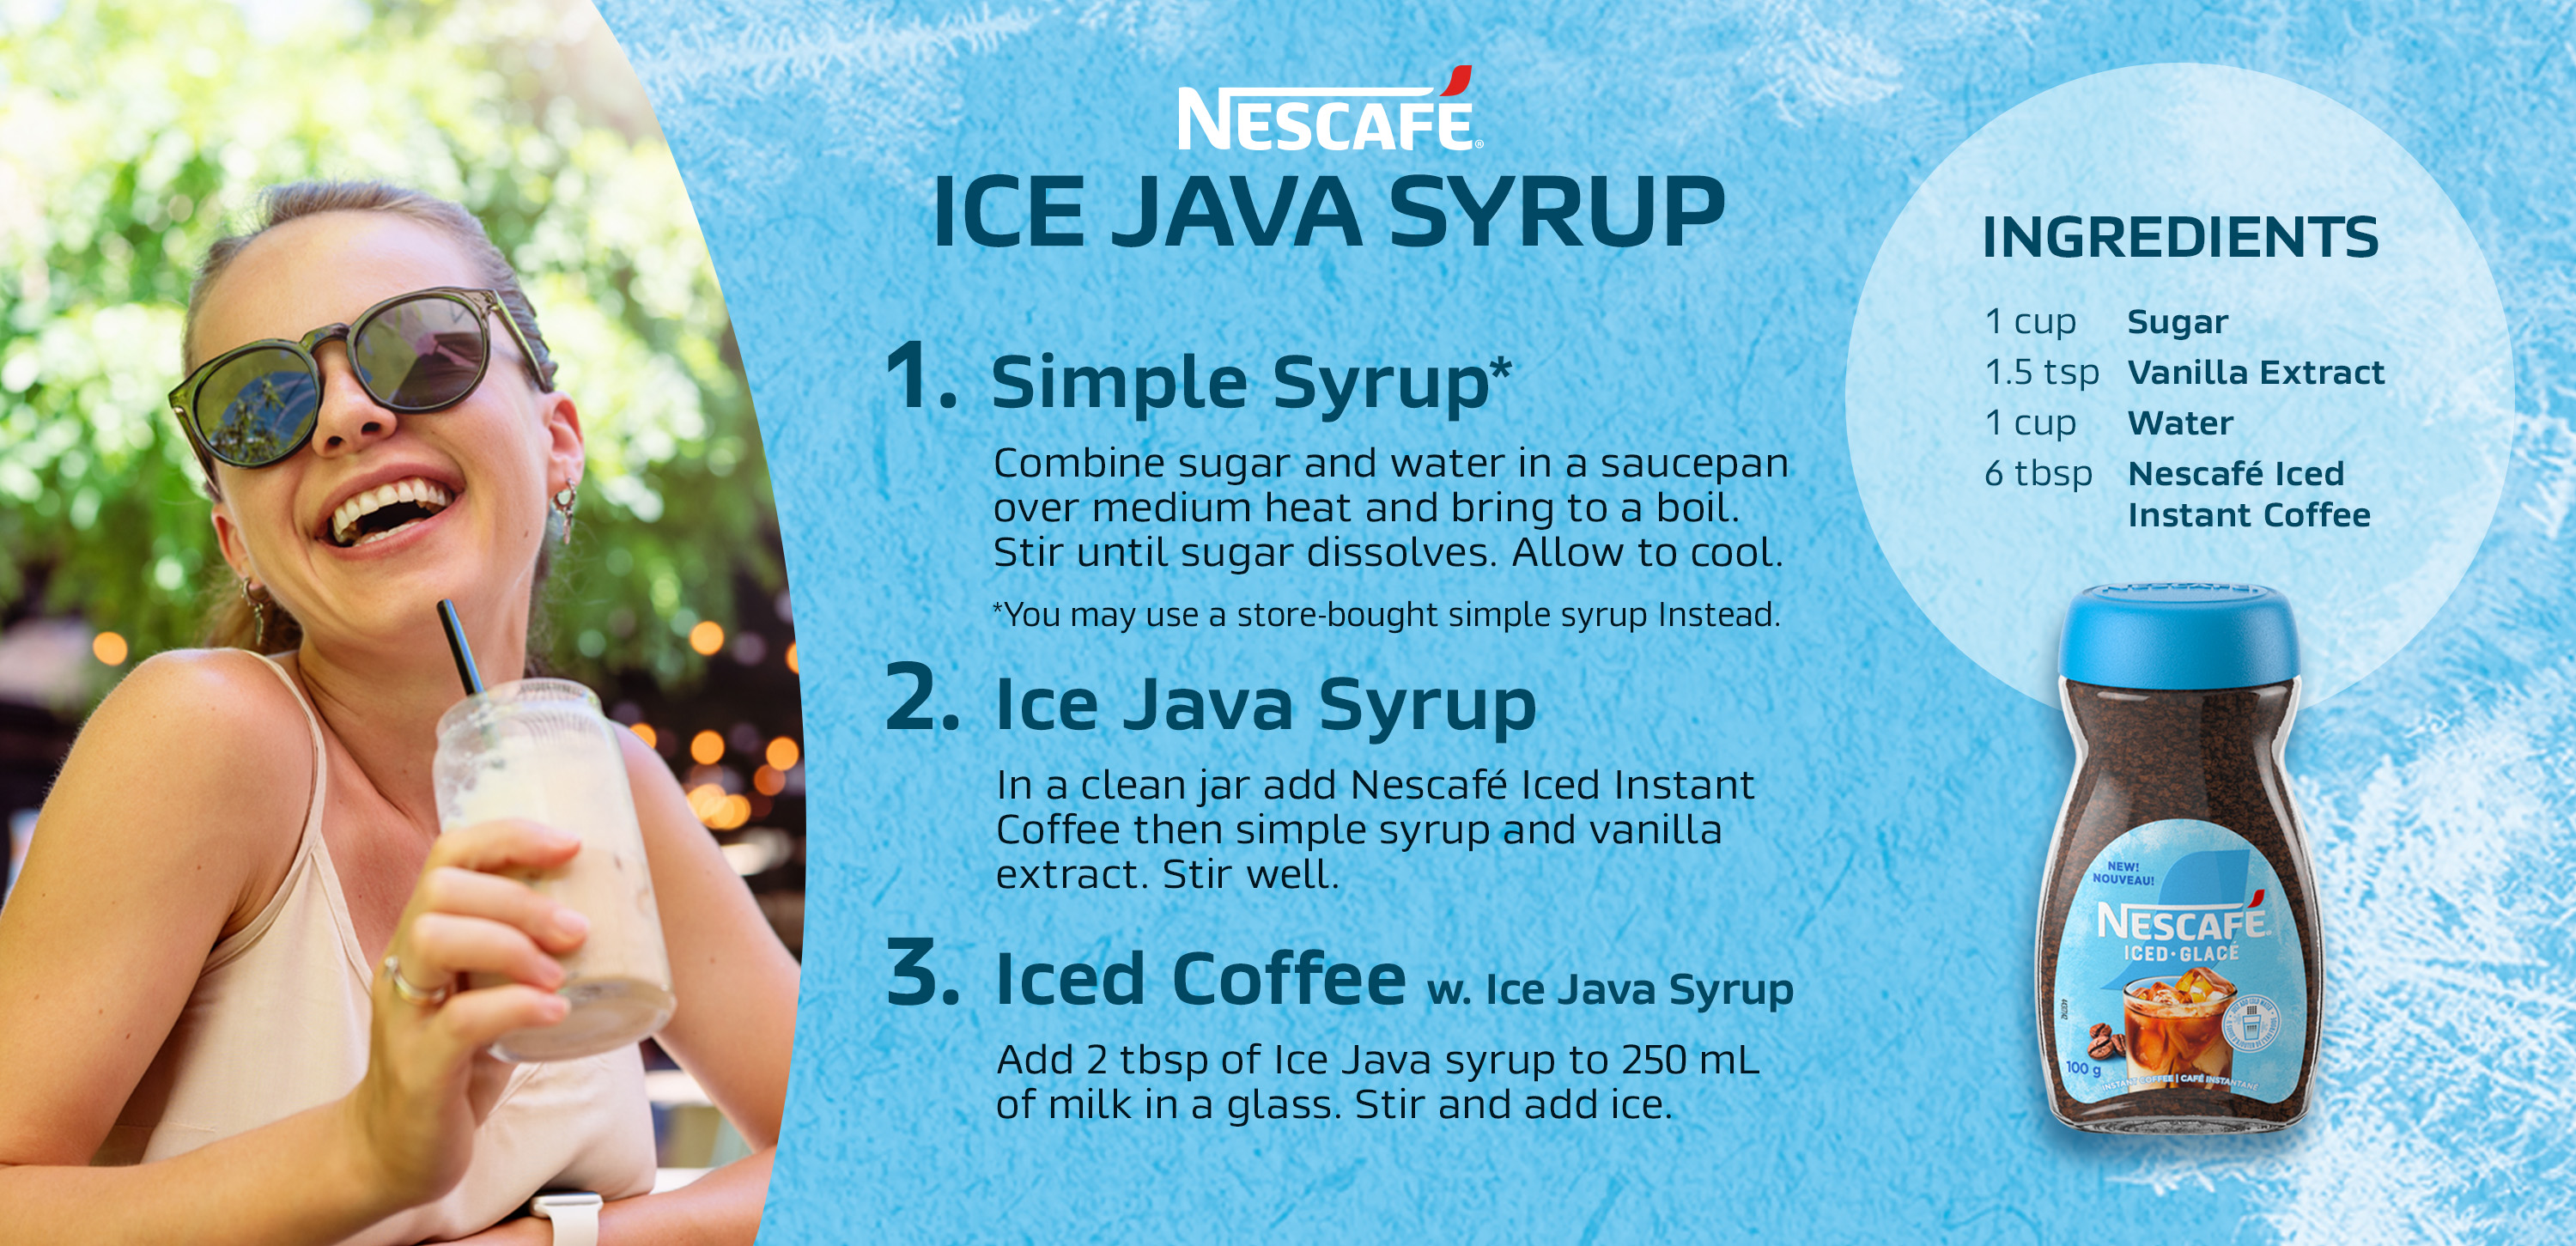 NESCAFÉ®
ICE JAVA SYRUP
1. Simple Syrup*
Combine sugar and water in a saucepan
over medium heat and bring to a boil.
Stir until sugar dissolves. Allow to cool.
*You may use a store-bought simple syrup Instead.
2. Ice Java Syrup
In a clean jar add Nescafé Iced Instant
Coffee then simple syrup and vanilla
extract. Stir well.
3. Iced Coffee w. Ice Java Syrup
Add 2 tbsp of Ice Java syrup to 250 mL
of milk in a glass. Stir and add ice.
INGREDIENTS
1 cup Sugar
1.5 tsp Vanilla Extract
1 cup Water
6 tbsp Nescafé Iced
Instant Coffee
NEW!
NOUVEAU!
NESCAFÉ
ICED·GLACÉ
100 g
INSTANT COFFEE | CAFÉ INSTANTANÉ